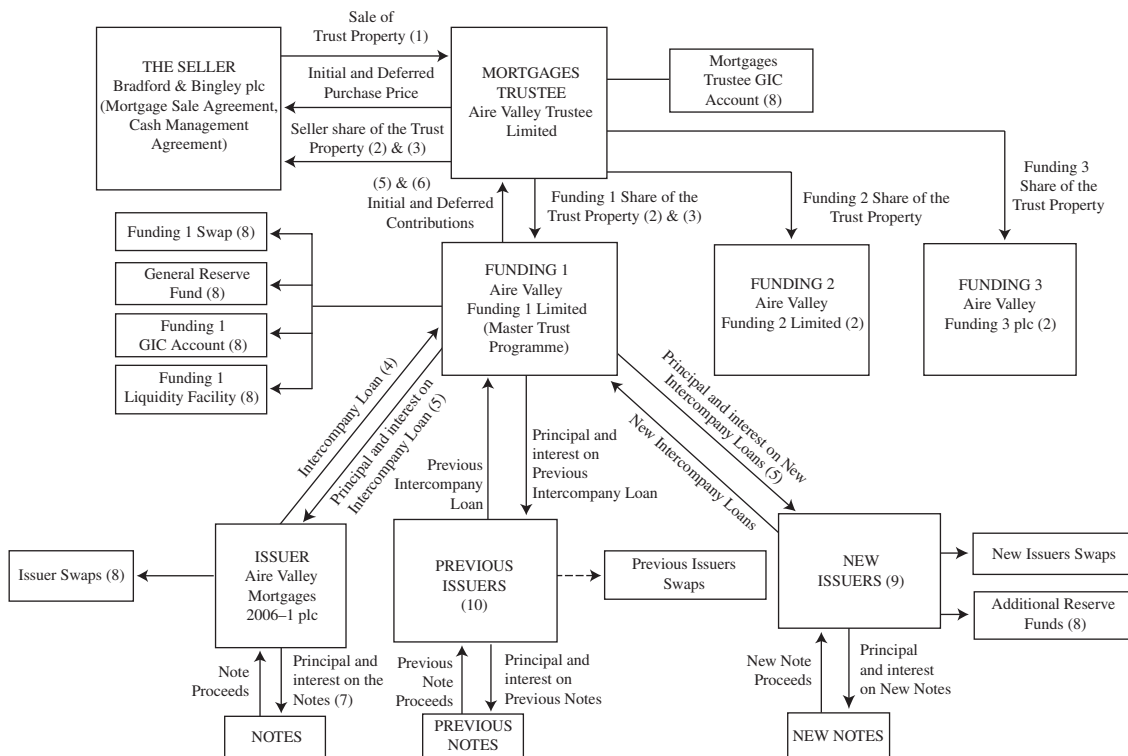 Sale of
Trust Property (1)
THE SELLER
Bradford & Bingley plc
(Mortgage Sale Agreement,
Cash Management
Agreement)
Initial and Deferred
Purchase Price
Seller share of the Trust
Property (2) & (3)
MORTGAGES
TRUSTEE
Aire Valley Trustee
Limited
Mortgages
Trustee GIC
Account (8)
(5) & (6)
Initial and Deferred
Contributions
Funding 1 Share of the
Trust Property (2) & (3)
Funding 2 Share of the
Trust Property
Funding 3
Share of the
Trust Property
Funding 1 Swap (8)
General Reserve
Fund (8)
Funding 1
GIC Account (8)
Funding 1
Liquidity Facility (8)
FUNDING 1
Aire Valley
Funding 1 Limited
(Master Trust
Programme)
FUNDING 2
Aire Valley
Funding 2 Limited (2)
FUNDING 3
Aire Valley
Funding 3 plc (2)
Intercompany Loan (4)
Principal and interest on
Intercompany Loan (5)
Previous
Intercompany
Loan
Principal and
interest on
Previous
Intercompany Loan
Principal and interest on New
Intercompany Loans (5)
New Intercompany Loans
Issuer Swaps (8)
ISSUER
Aire Valley
Mortgages
2006–1 plc
PREVIOUS
ISSUERS
(10)
Previous Issuers
Swaps
NEW
ISSUERS (9)
New Issuers Swaps
Additional Reserve
Funds (8)
Note
Proceeds
Principal and
interest on the
Notes (7)
Previous
Note
Proceeds
Principal and
interest on
Previous Notes
New Note
Proceeds
Principal
and interest
on New Notes
NOTES
PREVIOUS
NOTES
NEW NOTES